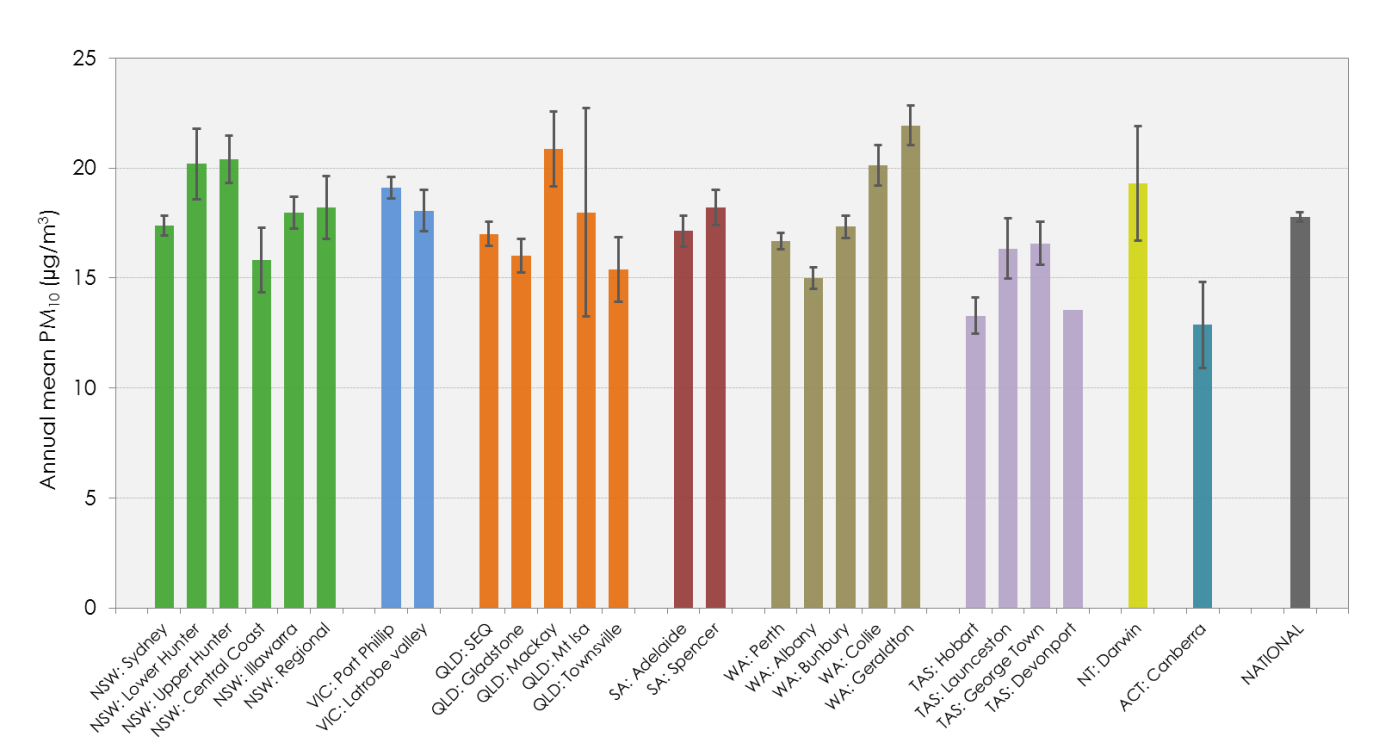 25
20
15
10
5
0
Annual mean PM₁₀ (µg/m³)
NSW: Sydney
NSW: Lower Hunter
NSW: Upper Hunter
NSW: Central Coast
NSW: Illawarra
NSW: Regional
VIC: Port Phillip
VIC: Latrobe valley
QLD: SEQ
QLD: Gladstone
QLD: Mackay
QLD: Mt Isa
QLD: Townsville
SA: Adelaide
SA: Spencer
WA: Perth
WA: Albany
WA: Bunbury
WA: Collie
WA: Geraldton
TAS: Hobart
TAS: Launceston
TAS: George Town
TAS: Devonport
NT: Darwin
ACT: Canberra
NATIONAL